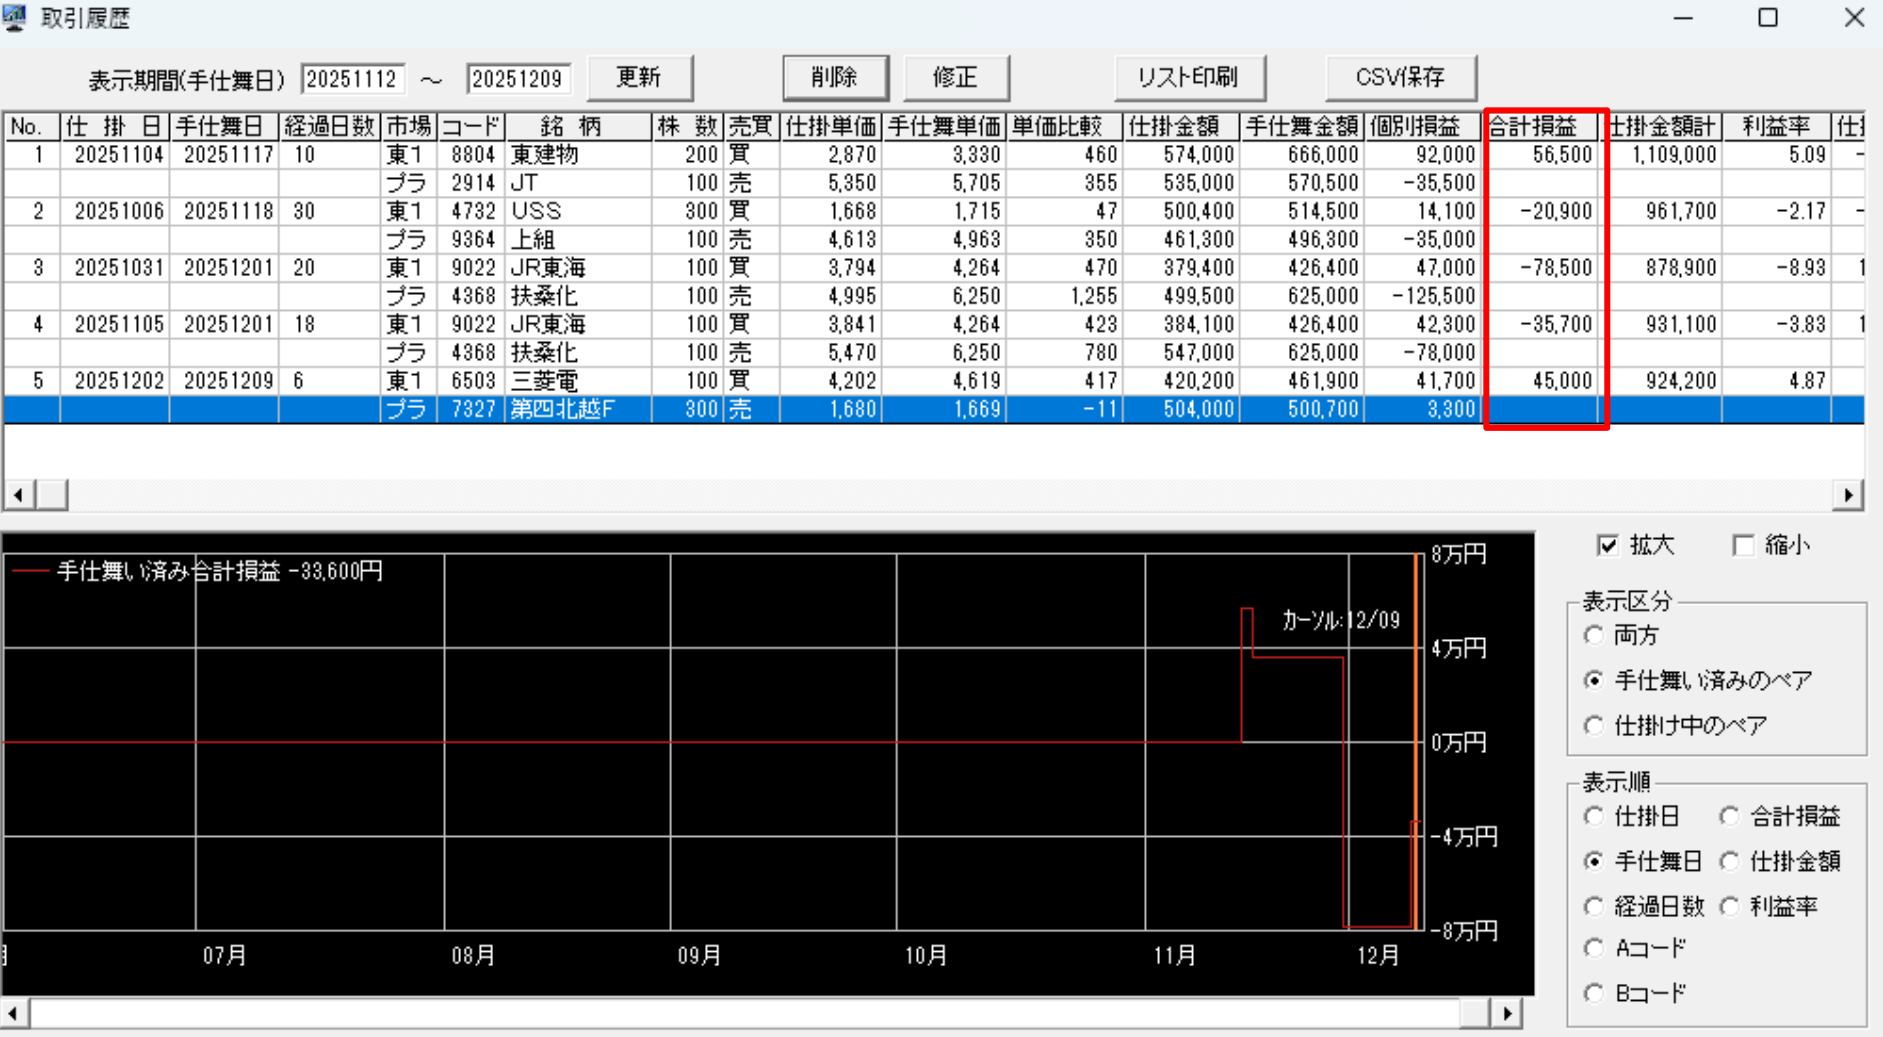 取引履歴
表示期間(手仕舞日) 20251112 ～ 20251209 更新 削除 修正 リスト印刷 CSV保存
No. 仕 掛 日 手仕舞日 経過日数 市場 コード 銘 柄 株 数 売買 仕掛単価 手仕舞単価 単価比較 仕掛金額 手仕舞金額 個別損益 合計損益 仕掛金額計 利益率 仕掛
1 20251104 20251117 10 東1 8804 東建物 200 買 2,870 3,330 460 574,000 666,000 92,000 56,500 1,109,000 5.09 -
プラ 2914 JT 100 売 5,350 5,705 355 535,000 570,500 -35,500
2 20251006 20251118 30 東1 4732 USS 300 買 1,668 1,715 47 500,400 514,500 14,100 -20,900 961,700 -2.17 -
プラ 9364 上組 100 売 4,613 4,963 350 461,300 496,300 -35,000
3 20251031 20251201 20 東1 9022 JR東海 100 買 3,794 4,264 470 379,400 426,400 47,000 -78,500 878,900 -8.93 1
プラ 4368 扶桑化 100 売 4,995 6,250 1,255 499,500 625,000 -125,500
4 20251105 20251201 18 東1 9022 JR東海 100 買 3,841 4,264 423 384,100 426,400 42,300 -35,700 931,100 -3.83 1
プラ 4368 扶桑化 100 売 5,470 6,250 780 547,000 625,000 -78,000
5 20251202 20251209 6 東1 6503 三菱電 100 買 4,202 4,619 417 420,200 461,900 41,700 45,000 924,200 4.87
プラ 7327 第四北越F 300 売 1,680 1,669 -11 504,000 500,700 3,300
手仕舞い済み合計損益 -33,600円
カーソル:12/09
8万円
4万円
0万円
-4万円
-8万円
07月 08月 09月 10月 11月 12月
拡大 縮小
表示区分
両方
手仕舞い済みのペア
仕掛け中のペア
表示順
仕掛日 合計損益
手仕舞日 仕掛金額
経過日数 利益率
Aコード
Bコード